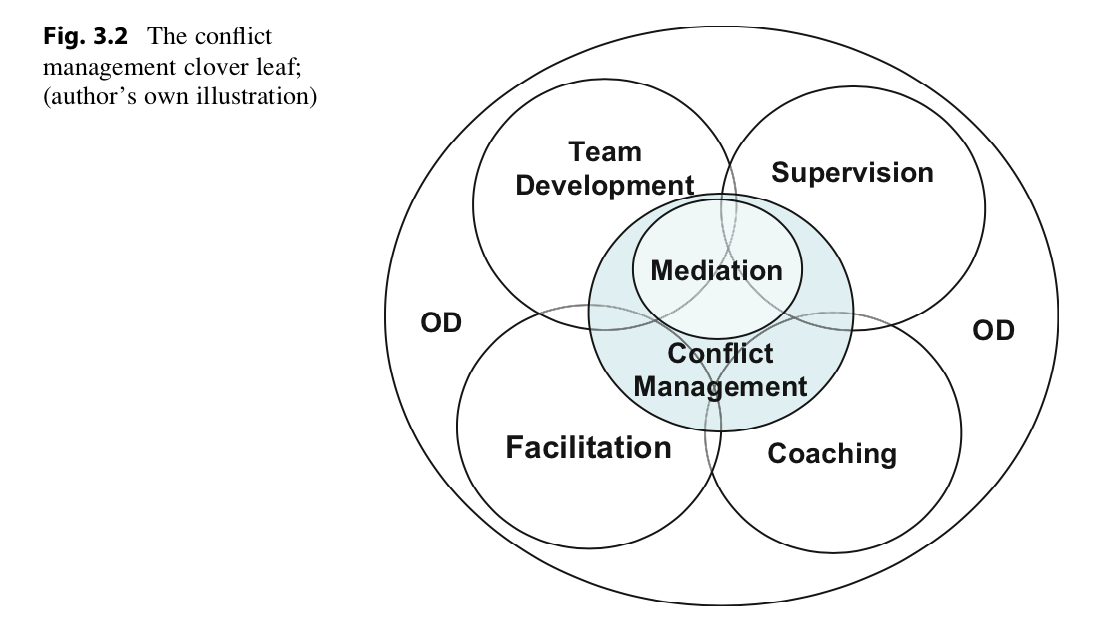 Fig. 3.2 The conflict
management clover leaf;
(author's own illustration)
Team
Development
Supervision
Mediation
OD
OD
Conflict
Management
Facilitation
Coaching